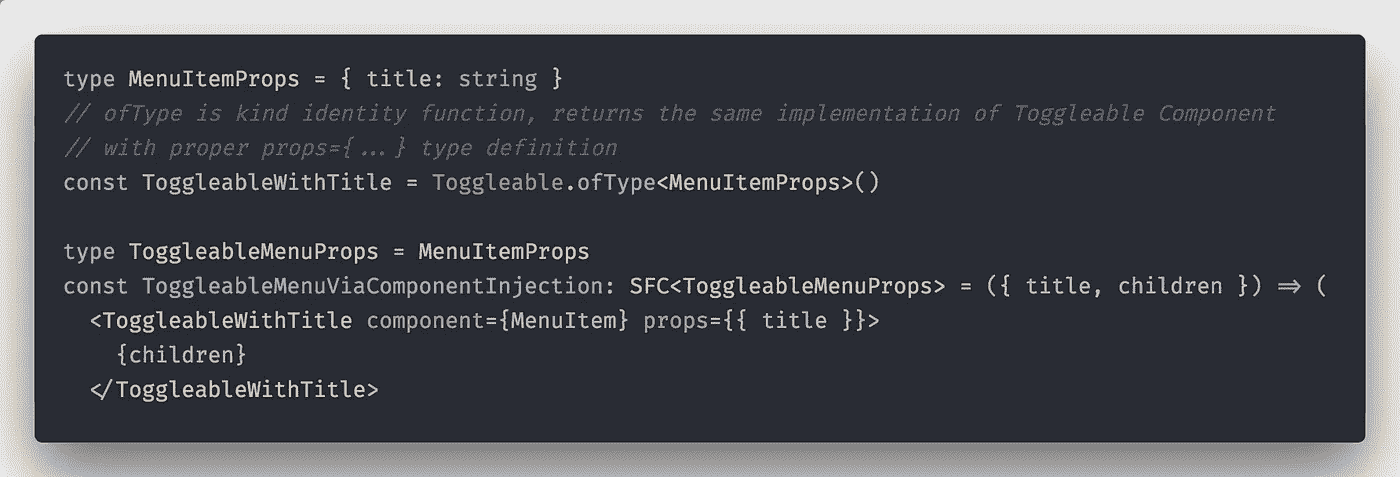 type MenuItemProps = { title: string }
// ofType is kind identity function, returns the same implementation of Toggleable Component
// with proper props={...} type definition
const ToggleableWithTitle = Toggleable.ofType<MenuItemProps>()
type ToggleableMenuProps = MenuItemProps
const ToggleableMenuViaComponentInjection: SFC<ToggleableMenuProps> = ({ title, children }) => (
<ToggleableWithTitle component={MenuItem} props={{ title }}>
{children}
</ToggleableWithTitle>